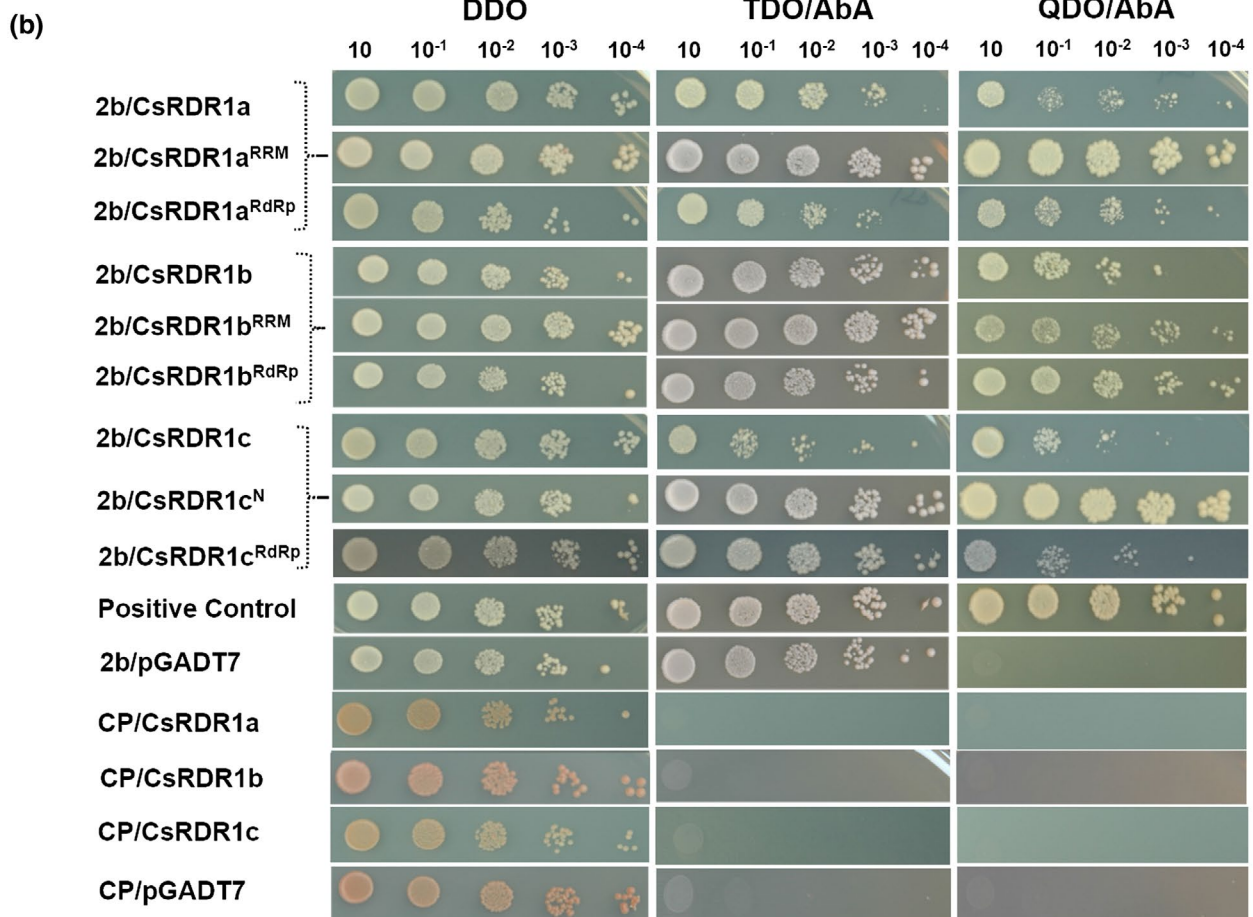 (b)
DDO TDO/AbA QDO/AbA
10 10⁻¹ 10⁻² 10⁻³ 10⁻⁴ 10 10⁻¹ 10⁻² 10⁻³ 10⁻⁴ 10 10⁻¹ 10⁻² 10⁻³ 10⁻⁴
2b/CsRDR1a
2b/CsRDR1aᴿᴿᴹ
2b/CsRDR1aᴿᵈᴿᵖ
2b/CsRDR1b
2b/CsRDR1bᴿᴿᴹ
2b/CsRDR1bᴿᵈᴿᵖ
2b/CsRDR1c
2b/CsRDR1cᴺ
2b/CsRDR1cᴿᵈᴿᵖ
Positive Control
2b/pGADT7
CP/CsRDR1a
CP/CsRDR1b
CP/CsRDR1c
CP/pGADT7